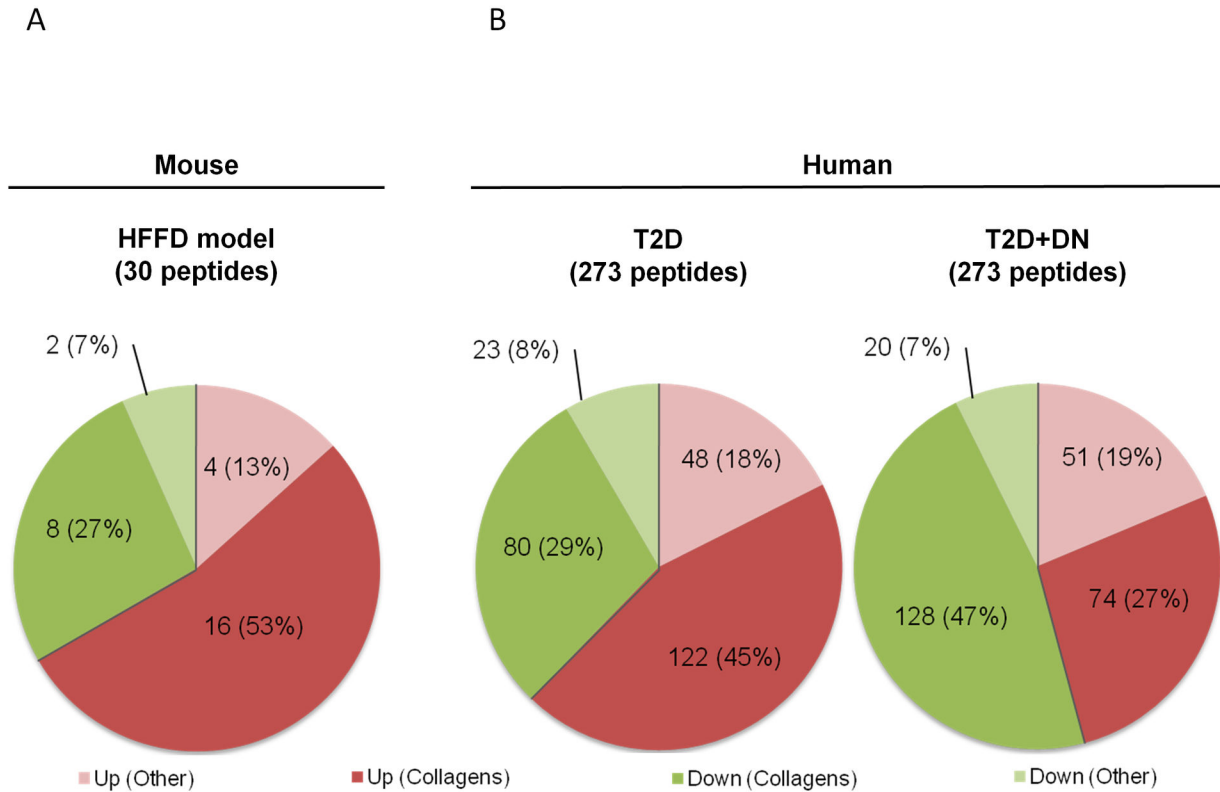 A
B
Mouse
Human
HFFD model
(30 peptides)
T2D
(273 peptides)
T2D+DN
(273 peptides)
2 (7%)
4 (13%)
8 (27%)
16 (53%)
23 (8%)
48 (18%)
80 (29%)
122 (45%)
20 (7%)
51 (19%)
128 (47%)
74 (27%)
Up (Other)
Up (Collagens)
Down (Collagens)
Down (Other)